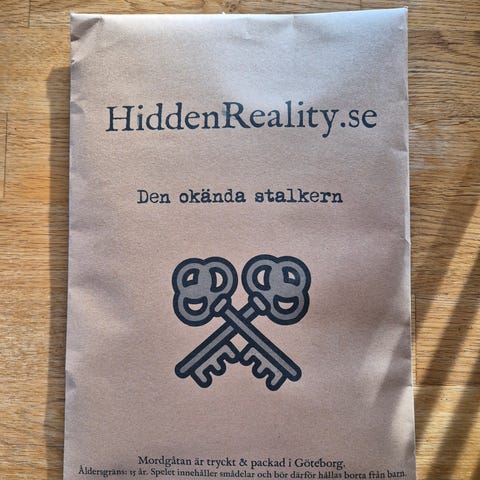 HiddenReality.se
Den okända stalkern
Mordgåtan är tryckt & packad i Göteborg.
Åldersgräns: 15 år. Spelet innehåller smådelar och bör därför hållas borta från barn.